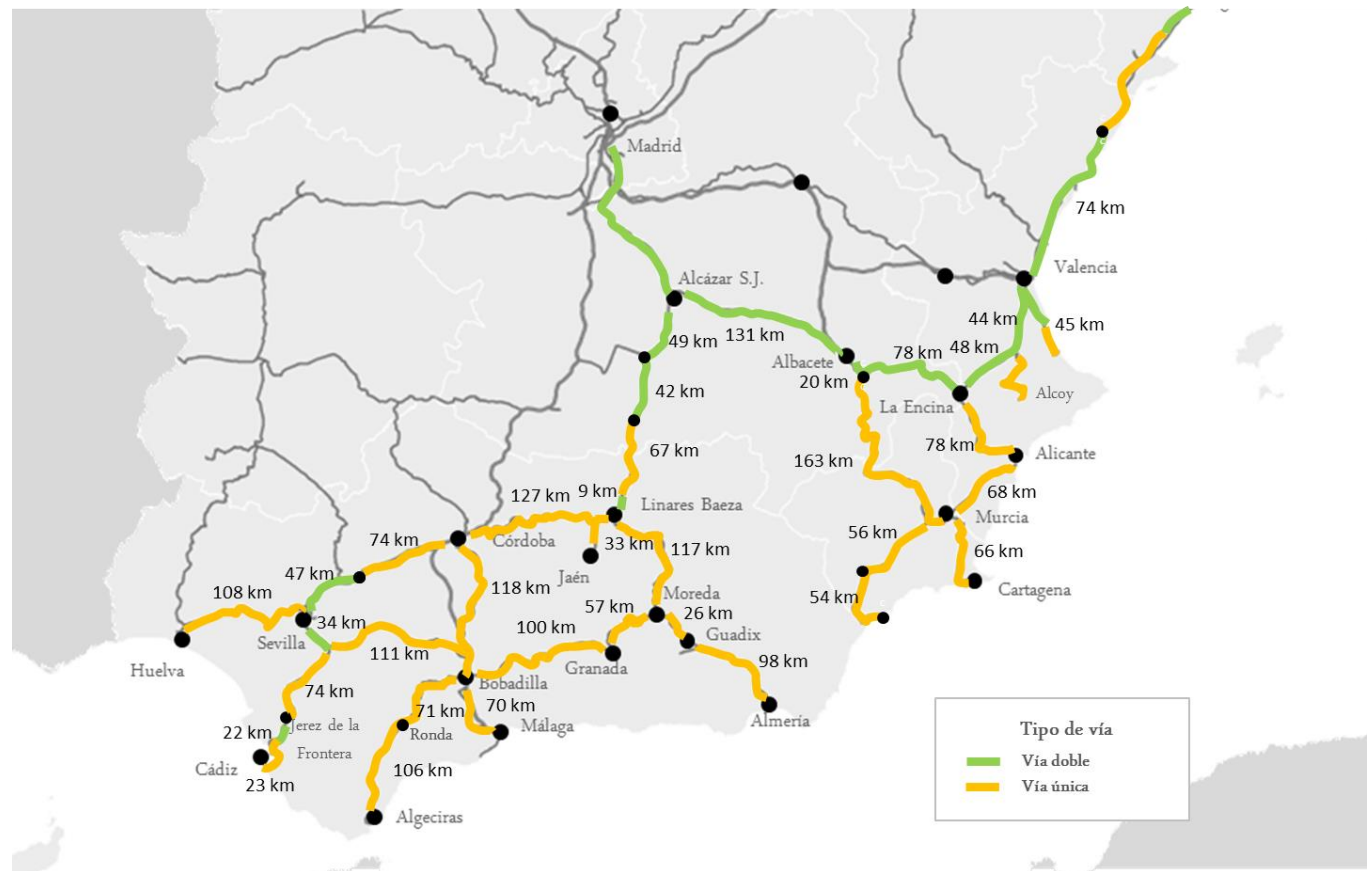 Madrid
74 km
Valencia
Alcázar S.J.
44 km
45 km
131 km
49 km
78 km
48 km
Albacete
20 km
42 km
La Encina
Alcoy
67 km
78 km
Alicante
163 km
127 km
9 km
68 km
Linares Baeza
Murcia
74 km
Córdoba
33 km
56 km
117 km
66 km
Jaén
47 km
118 km
Cartagena
108 km
Moreda
54 km
57 km
26 km
34 km
Sevilla
100 km
Guadix
111 km
Granada
98 km
Huelva
Bobadilla
74 km
71 km
70 km
Almería
Jerez de la
Frontera
22 km
Ronda
Málaga
Cádiz
106 km
23 km
Algeciras
Tipo de vía
Vía doble
Vía única